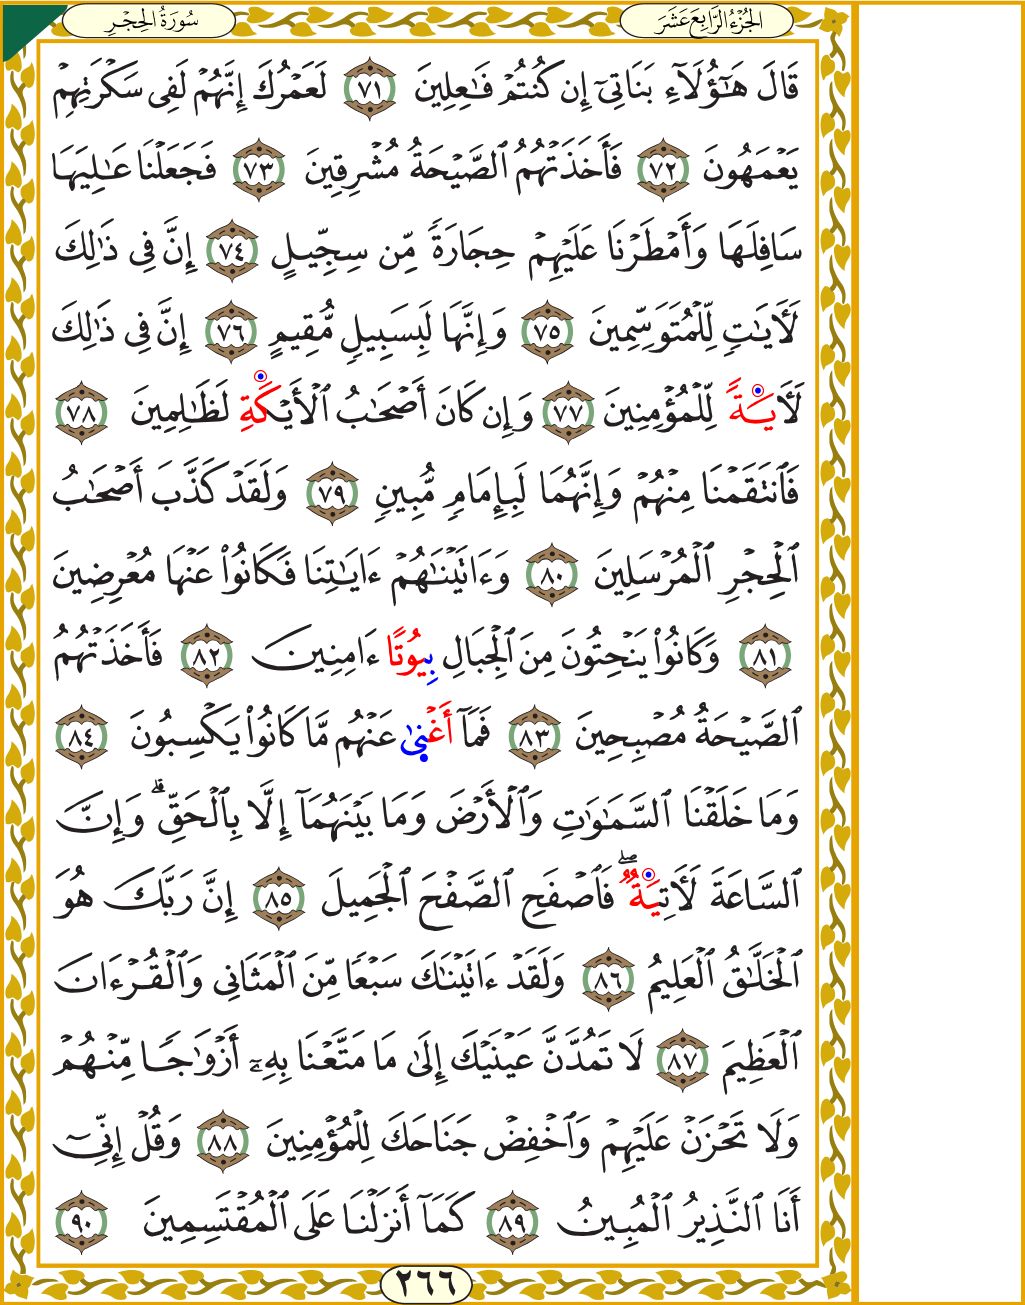 الجُزْءُ الرَّابِعَ عَشَرَ
سُورَةُ الحِجْرِ
قَالَ هَٰٓؤُلَآءِ بَنَاتِىٓ إِن كُنتُمْ فَٰعِلِينَ ٧١ لَعَمْرُكَ إِنَّهُمْ لَفِى سَكْرَتِهِمْ
يَعْمَهُونَ ٧٢ فَأَخَذَتْهُمُ ٱلصَّيْحَةُ مُشْرِقِينَ ٧٣ فَجَعَلْنَا عَٰلِيَهَا
سَافِلَهَا وَأَمْطَرْنَا عَلَيْهِمْ حِجَارَةً مِّن سِجِّيلٍ ٧٤ إِنَّ فِى ذَٰلِكَ
لَءَايَٰتٍ لِّلْمُتَوَسِّمِينَ ٧٥ وَإِنَّهَا لَبِسَبِيلٍ مُّقِيمٍ ٧٦ إِنَّ فِى ذَٰلِكَ
لَءَايَةً لِّلْمُؤْمِنِينَ ٧٧ وَإِن كَانَ أَصْحَٰبُ ٱلْأَيْكَةِ لَظَٰلِمِينَ ٧٨
فَٱنتَقَمْنَا مِنْهُمْ وَإِنَّهُمَا لَبِإِمَامٍ مُّبِينٍ ٧٩ وَلَقَدْ كَذَّبَ أَصْحَٰبُ
ٱلْحِجْرِ ٱلْمُرْسَلِينَ ٨٠ وَءَاتَيْنَٰهُمْ ءَايَٰتِنَا فَكَانُوا۟ عَنْهَا مُعْرِضِينَ
٨١ وَكَانُوا۟ يَنْحِتُونَ مِنَ ٱلْجِبَالِ بِيُوتًا ءَامِنِينَ ٨٢ فَأَخَذَتْهُمُ
ٱلصَّيْحَةُ مُصْبِحِينَ ٨٣ فَمَآ أَغْنَىٰ عَنْهُم مَّا كَانُوا۟ يَكْسِبُونَ ٨٤
وَمَا خَلَقْنَا ٱلسَّمَٰوَٰتِ وَٱلْأَرْضَ وَمَا بَيْنَهُمَآ إِلَّا بِٱلْحَقِّ ۗ وَإِنَّ
ٱلسَّاعَةَ لَءَاتِيَةٌ ۖ فَٱصْفَحِ ٱلصَّفْحَ ٱلْجَمِيلَ ٨٥ إِنَّ رَبَّكَ هُوَ
ٱلْخَلَّٰقُ ٱلْعَلِيمُ ٨٦ وَلَقَدْ ءَاتَيْنَٰكَ سَبْعًا مِّنَ ٱلْمَثَانِى وَٱلْقُرْءَانَ
ٱلْعَظِيمَ ٨٧ لَا تَمُدَّنَّ عَيْنَيْكَ إِلَىٰ مَا مَتَّعْنَا بِهِۦٓ أَزْوَٰجًا مِّنْهُمْ
وَلَا تَحْزَنْ عَلَيْهِمْ وَٱخْفِضْ جَنَاحَكَ لِلْمُؤْمِنِينَ ٨٨ وَقُلْ إِنِّىٓ
أَنَا ٱلنَّذِيرُ ٱلْمُبِينُ ٨٩ كَمَآ أَنزَلْنَا عَلَى ٱلْمُقْتَسِمِينَ ٩٠
٢٦٦